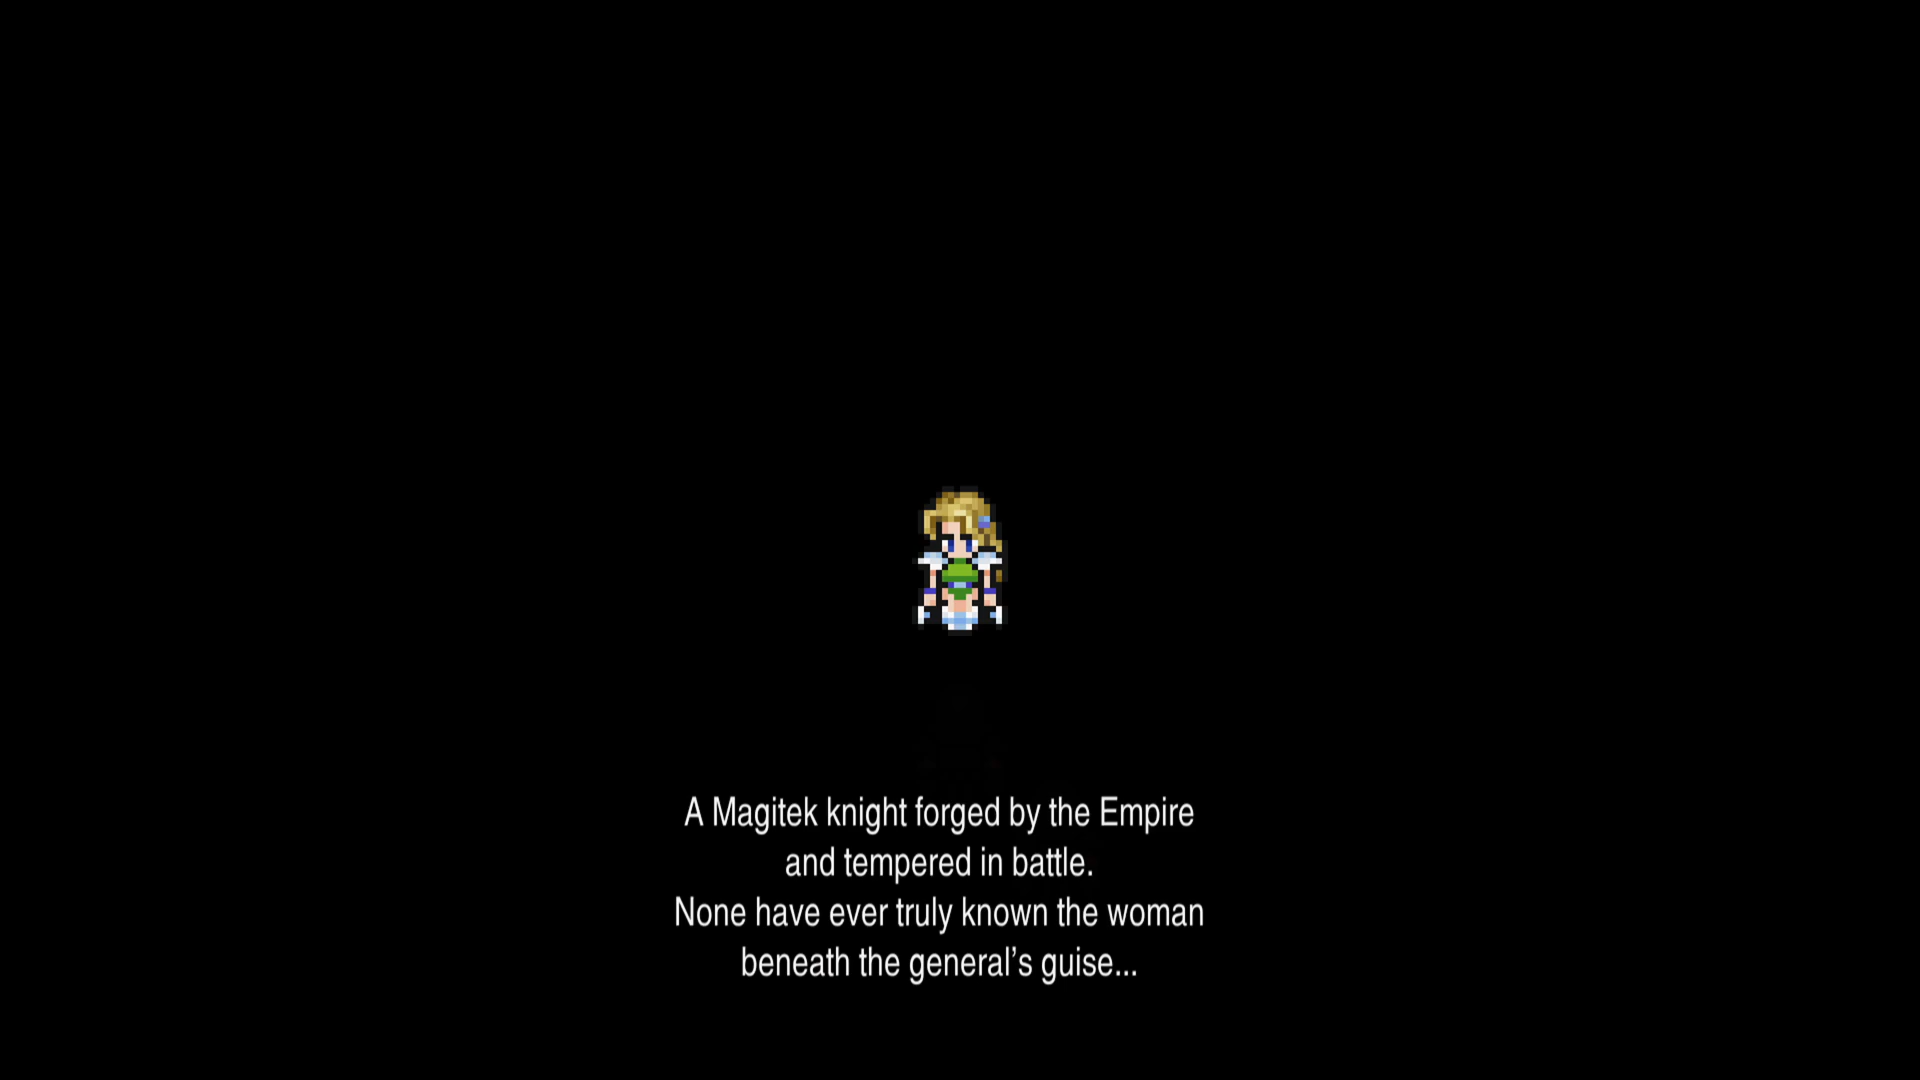 A Magitek knight forged by the Empire
and tempered in battle.
None have ever truly known the woman
beneath the general’s guise...